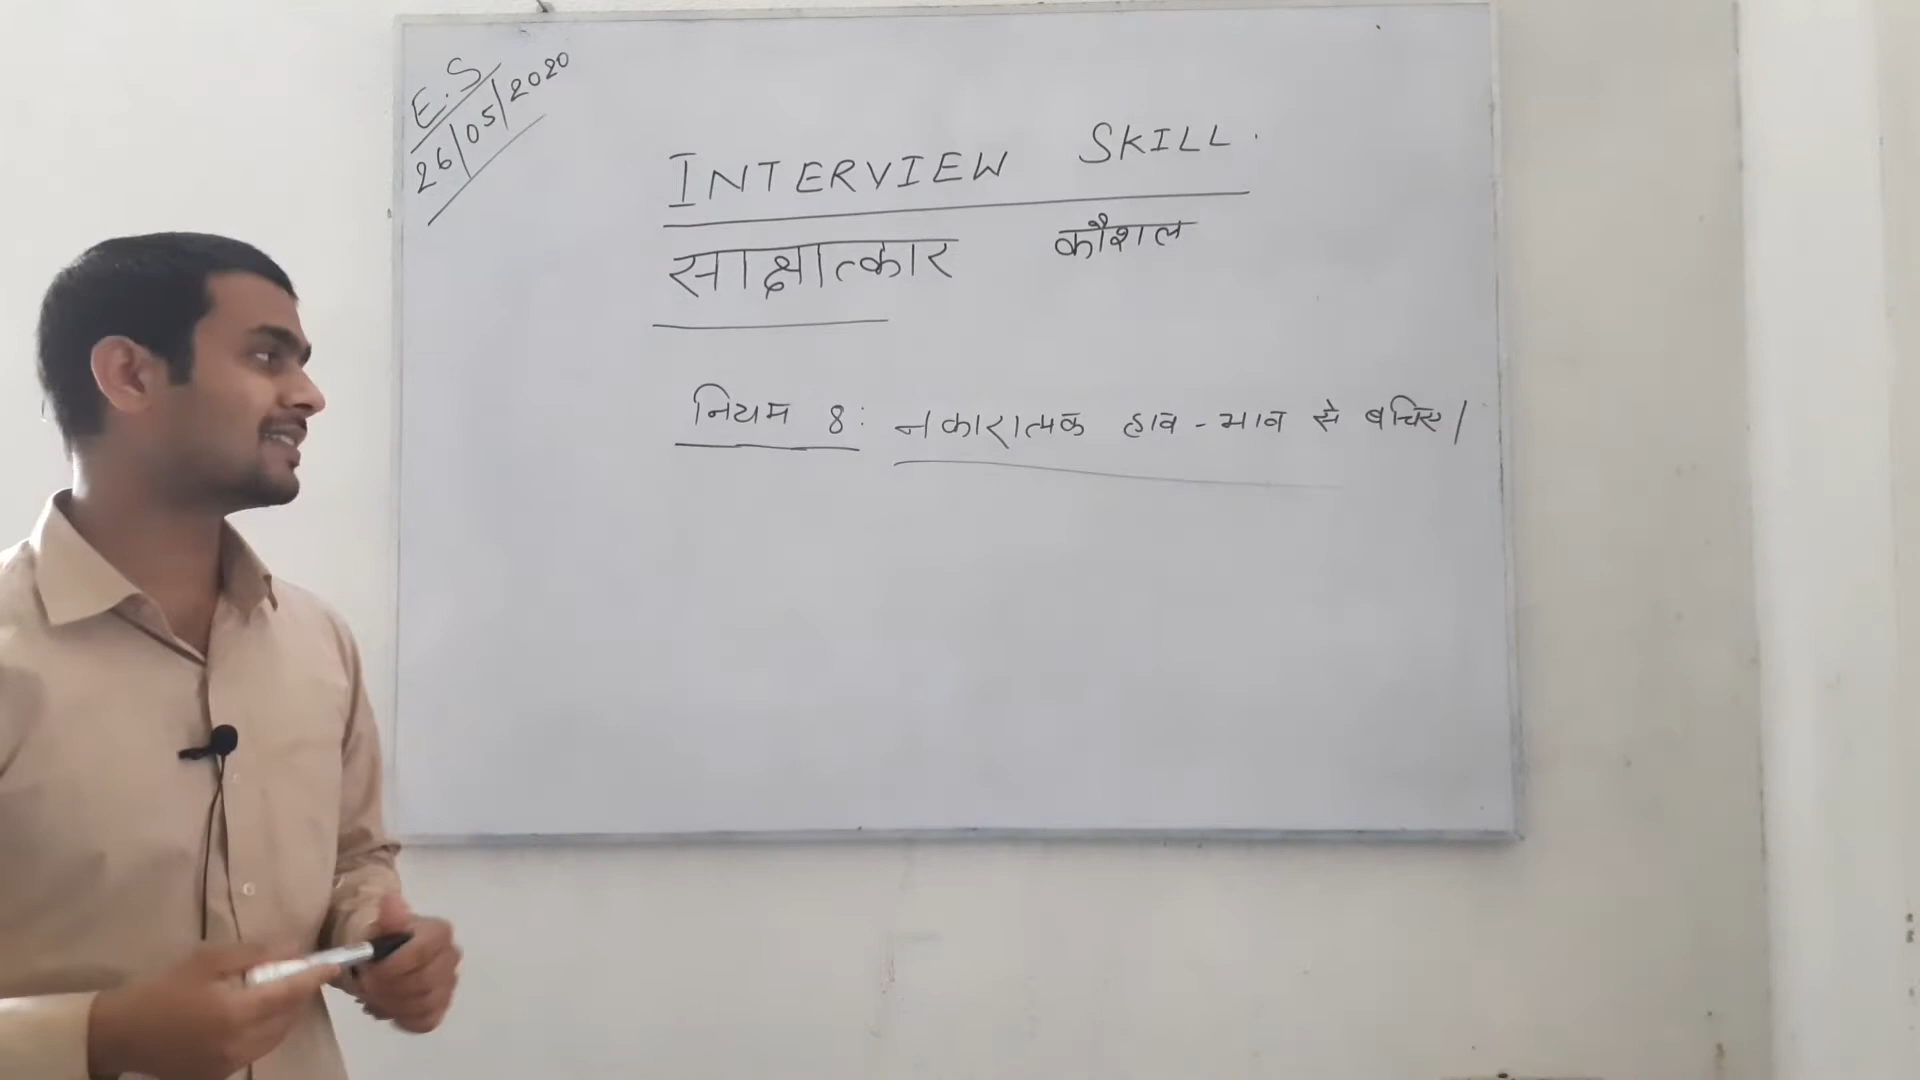 E.S
26/05/2020
INTERVIEW SKILL.
साक्षात्कार कौशल
नियम 8: नकारात्मक हाव-भाव से बचिए।